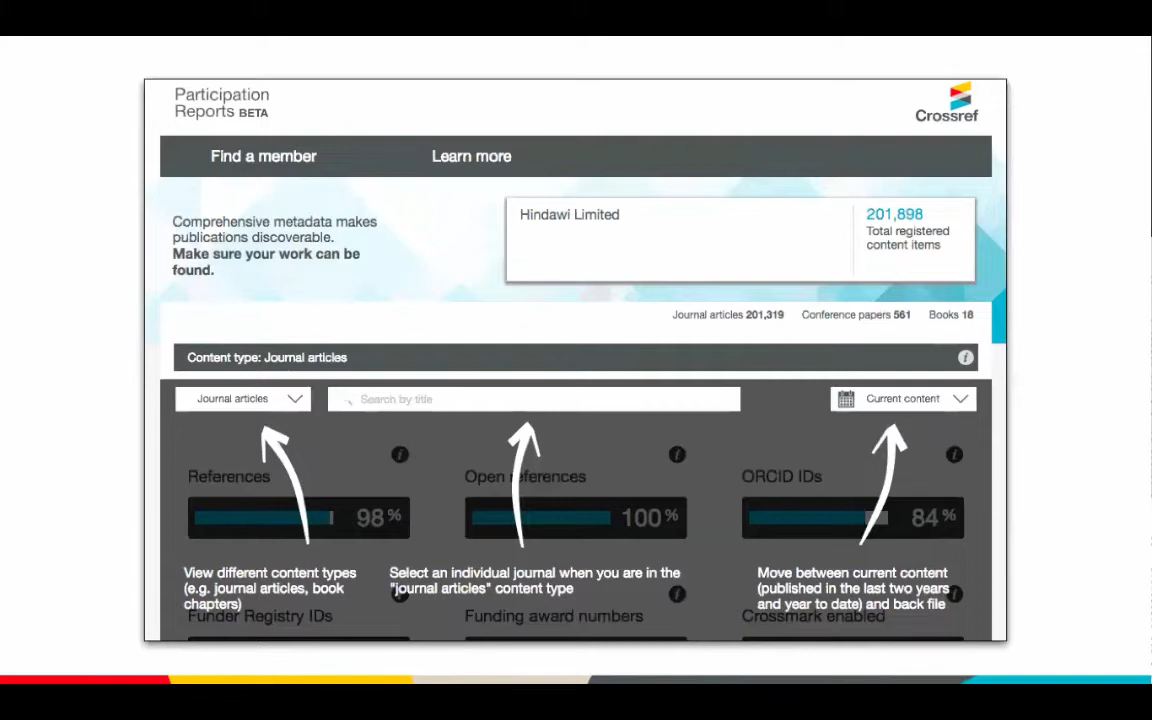 Participation
Reports BETA
Crossref
Find a member
Learn more
Comprehensive metadata makes
publications discoverable.
Make sure your work can be
found.
Hindawi Limited
201,898
Total registered
content items
Journal articles 201,319
Conference papers 561
Books 18
Content type: Journal articles
Journal articles
Search by title
Current content
References
Open references
ORCID IDs
98%
100%
84%
View different content types
(e.g. journal articles, book
chapters)
Select an individual journal when you are in the
"journal articles" content type
Move between current content
(published in the last two years
and year to date) and back file
Funder Registry IDs
Funding award numbers
Crossmark enabled